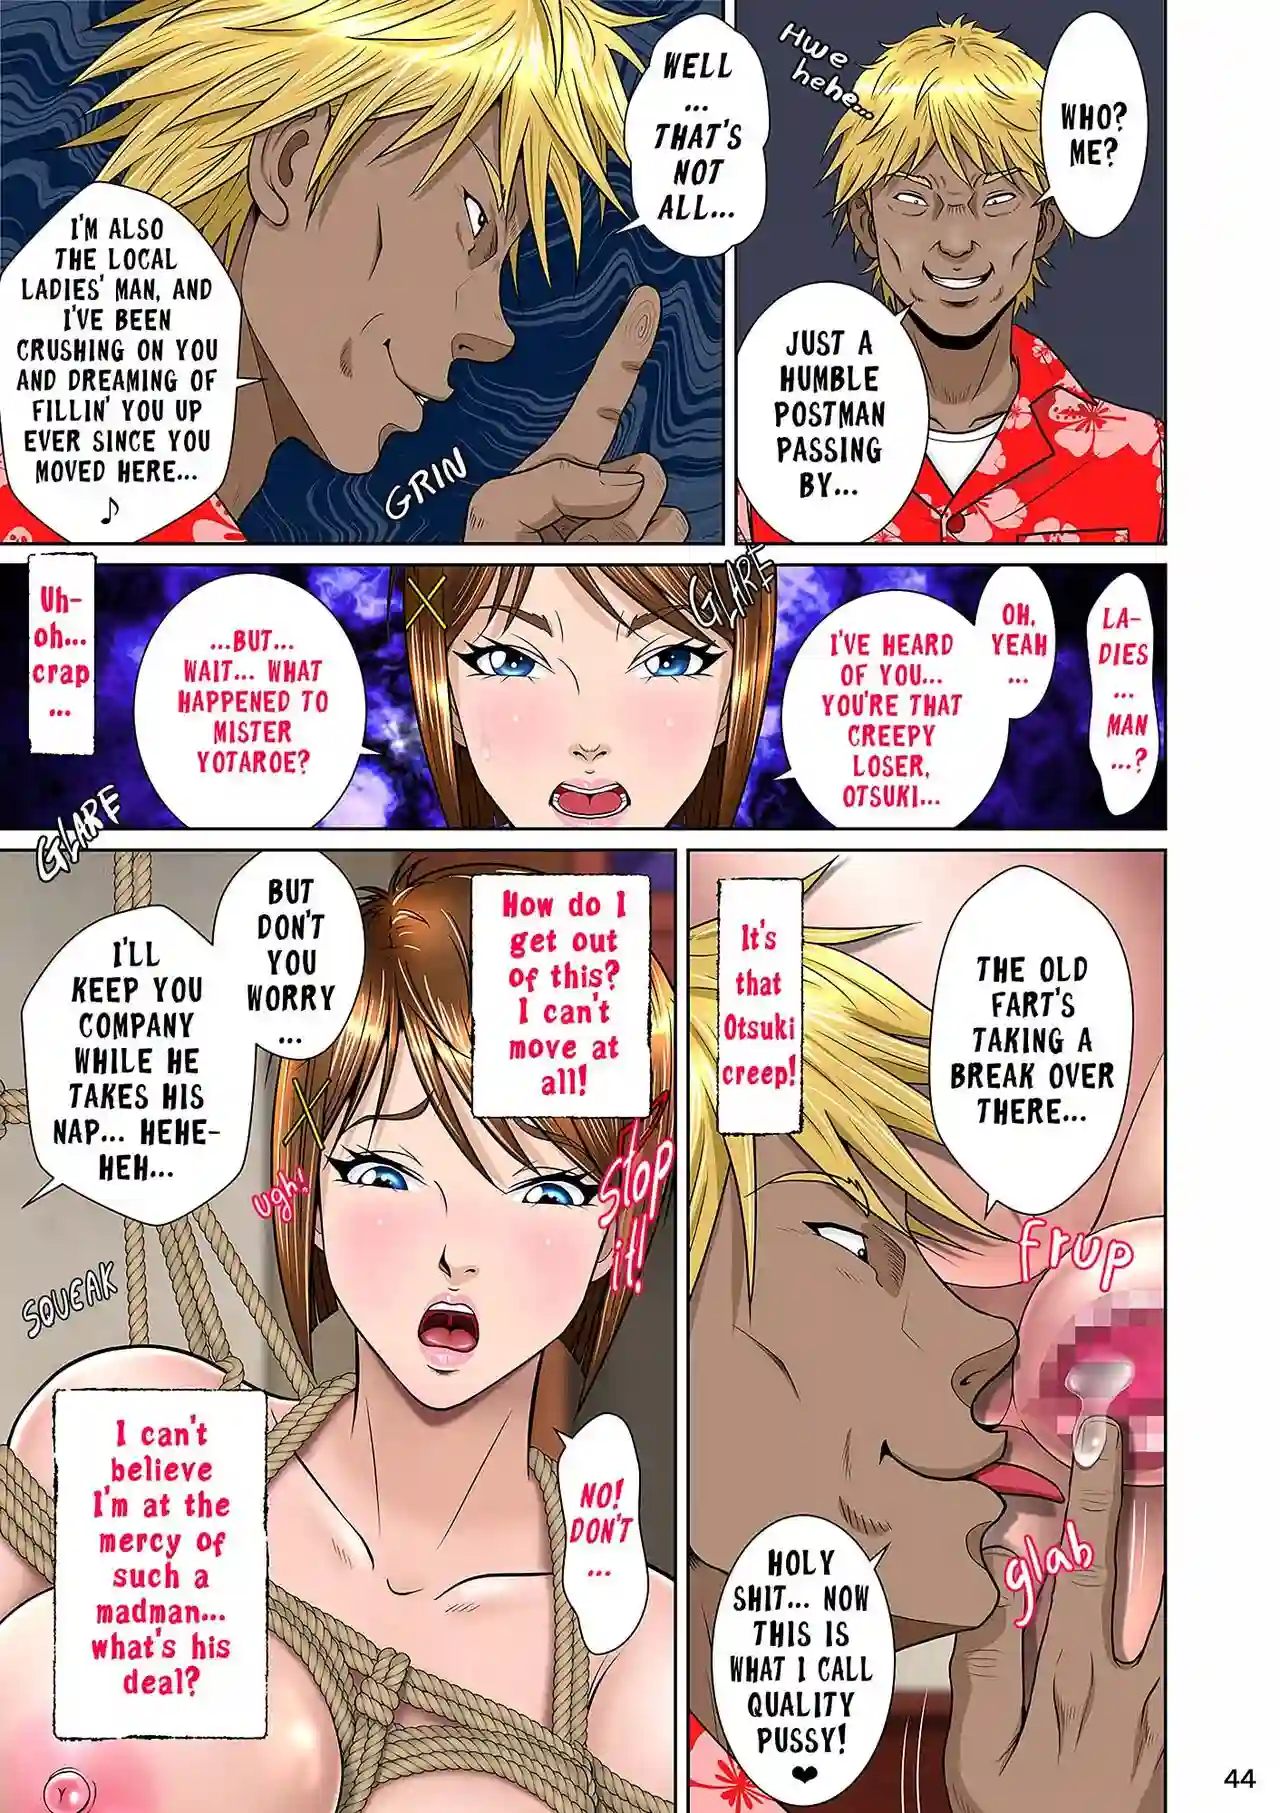 WHO?
ME?
Hwe
hehe...
JUST A
HUMBLE
POSTMAN
PASSING
BY...
WELL
...
THAT'S
NOT
ALL...
I'M ALSO
THE LOCAL
LADIES' MAN, AND
I'VE BEEN
CRUSHING ON YOU
AND DREAMING OF
FILLIN' YOU UP
EVER SINCE YOU
MOVED HERE...
♪
GRIN
LA-
DIES
...
MAN
...?
OH,
YEAH
...
I'VE HEARD
OF YOU...
YOU'RE THAT
CREEPY
LOSER,
OTSUKI...
GLARE
...BUT...
WAIT... WHAT
HAPPENED TO
MISTER
YOTAROE?
Uh-
oh...
crap
...
GLARE
THE OLD
FART'S
TAKING A
BREAK OVER
THERE...
It's
that
Otsuki
creep!
frup
glab
HOLY
SHIT... NOW
THIS IS
WHAT I CALL
QUALITY
PUSSY!
❤
How do I
get out
of this?
I can't
move at
all!
BUT
DON'T
YOU
WORRY
...
I'LL
KEEP YOU
COMPANY
WHILE HE
TAKES HIS
NAP... HEHE-
HEH...
stop
it!
ugh!
SQUEAK
NO!
DON'T
...
I can't
believe
I'm at the
mercy of
such a
madman...
what's his
deal?
44